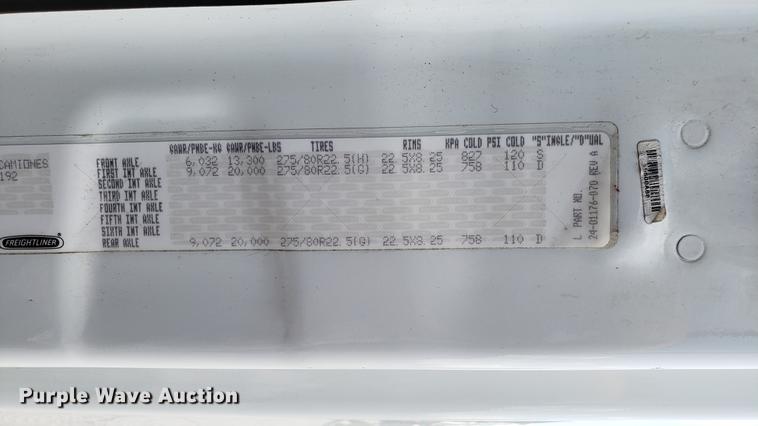 GAWR/PNBE-KG GAWR/PNBE-LBS TIRES RIMS KPA COLD PSI COLD "S"INGLE/"D"UAL
CAMIONES
192
FRONT AXLE 6,032 13,300 275/80R22.5(H) 22.5X8.25 827 120 S
FIRST INT AXLE 9,072 20,000 275/80R22.5(G) 22.5X8.25 758 110 D
SECOND INT AXLE
THIRD INT AXLE
FOURTH INT AXLE
FIFTH INT AXLE
SIXTH INT AXLE
REAR AXLE 9,072 20,000 275/80R22.5(G) 22.5X8.25 758 110 D
FREIGHTLINER
L PART NO.
24-01176-070 REV A
Purple Wave Auction